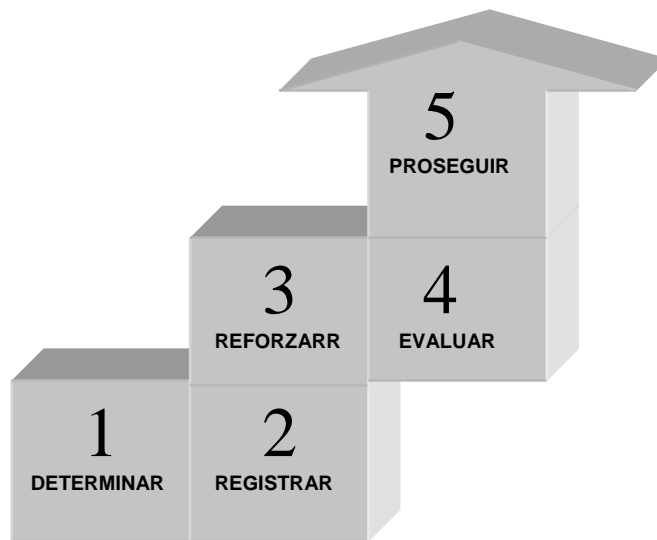 1
DETERMINAR
2
REGISTRAR
3
REFORZARR
4
EVALUAR
5
PROSEGUIR